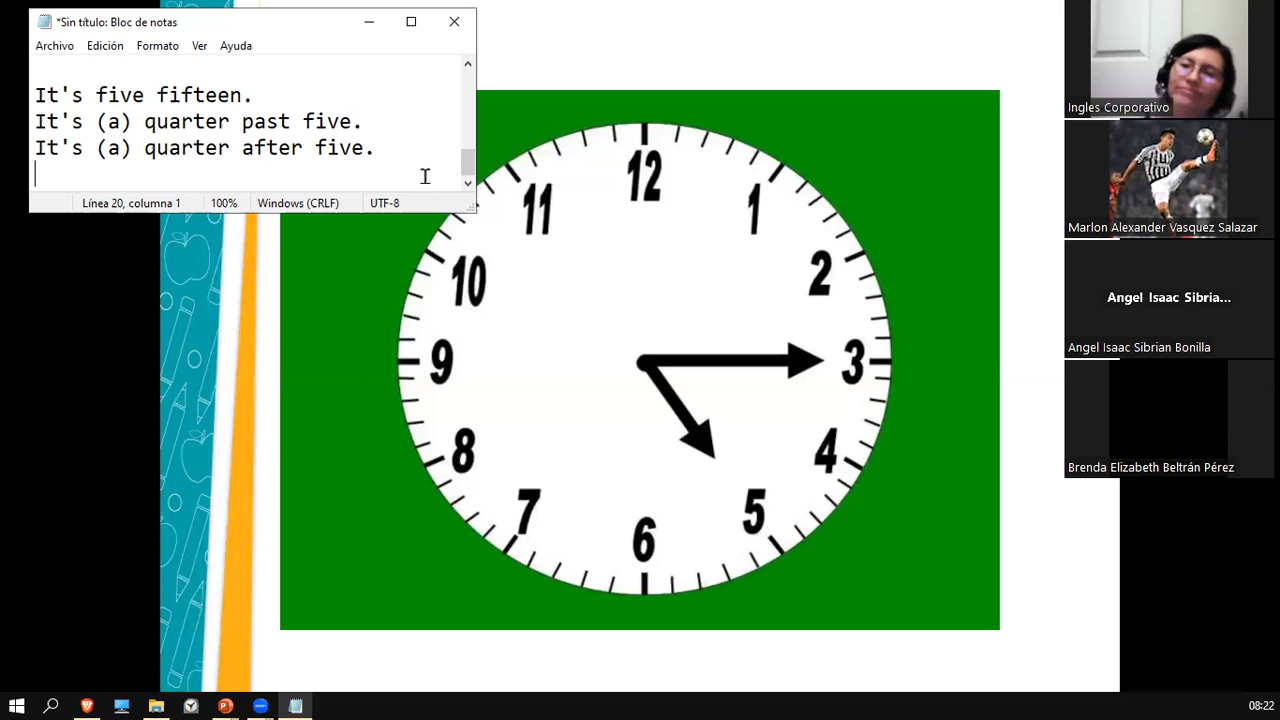 *Sin título: Bloc de notas
Archivo Edición Formato Ver Ayuda
It's five fifteen.
It's (a) quarter past five.
It's (a) quarter after five.
Línea 20, columna 1 100% Windows (CRLF) UTF-8
12
1
2
3
4
5
6
7
8
9
10
11
Ingles Corporativo
Marlon Alexander Vasquez Salazar
Angel Isaac Sibria...
Angel Isaac Sibrian Bonilla
Brenda Elizabeth Beltrán Pérez
08:22